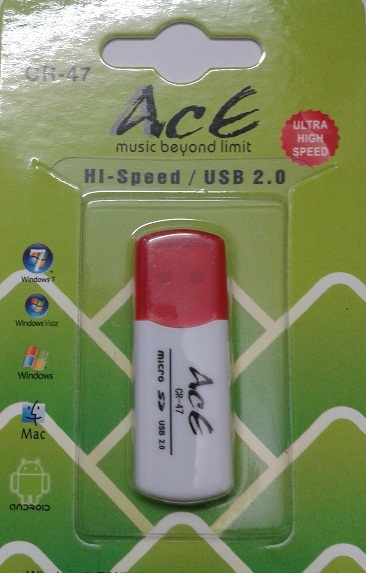 CR-47
AcE
music beyond limit
ULTRA
HIGH
SPEED
HI-Speed / USB 2.0
7
Windows 7
Windows Vista
Windows
Mac
ANDROID
AcE
CR-47
micro SD USB 2.0